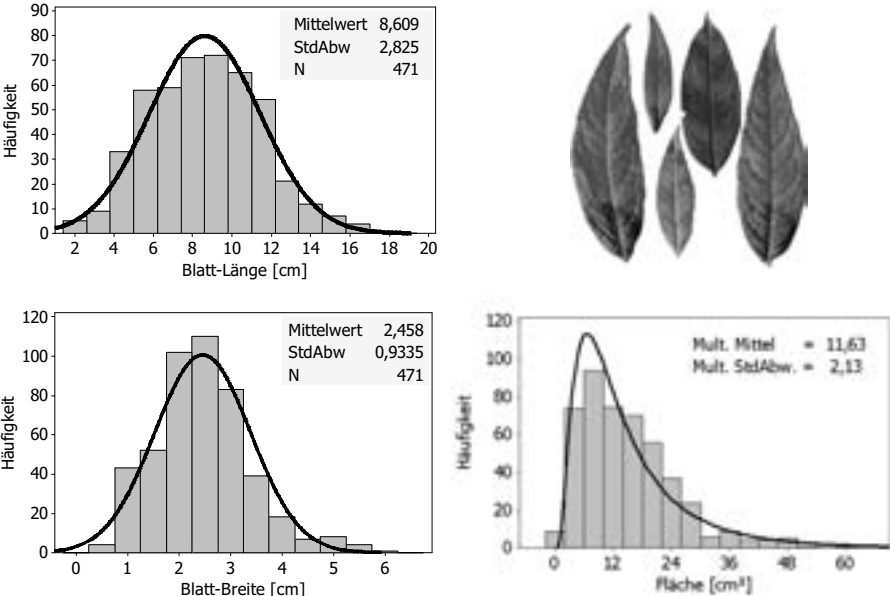 Mittelwert 8,609
StdAbw 2,825
N 471
Häufigkeit
90
80
70
60
50
40
30
20
10
0
2 4 6 8 10 12 14 16 18 20
Blatt-Länge [cm]
Mittelwert 2,458
StdAbw 0,9335
N 471
Häufigkeit
120
100
80
60
40
20
0
0 1 2 3 4 5 6
Blatt-Breite [cm]
Mult. Mittel = 11,63
Mult. StdAbw. = 2,13
Häufigkeit
120
100
80
60
40
20
0
0 12 24 36 48 60
Fläche [cm²]